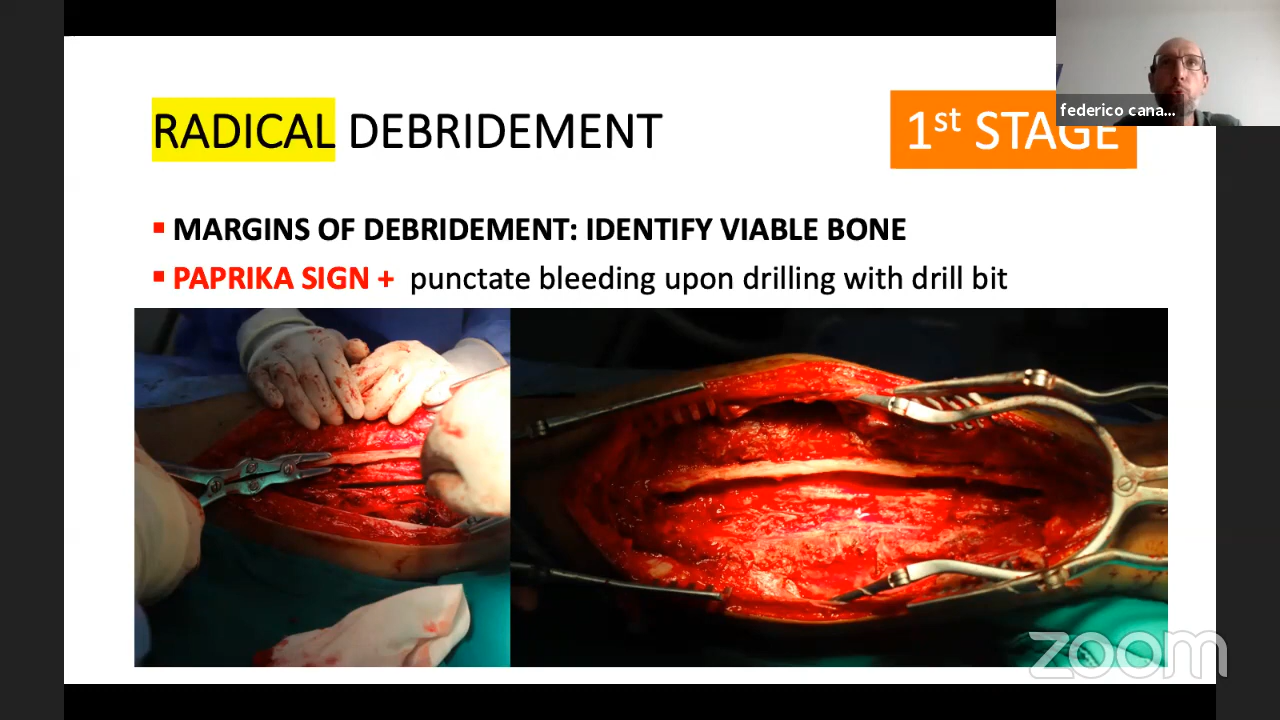 RADICAL DEBRIDEMENT
1st STAGE
federico cana...
▪ MARGINS OF DEBRIDEMENT: IDENTIFY VIABLE BONE
▪ PAPRIKA SIGN + punctate bleeding upon drilling with drill bit
zoom